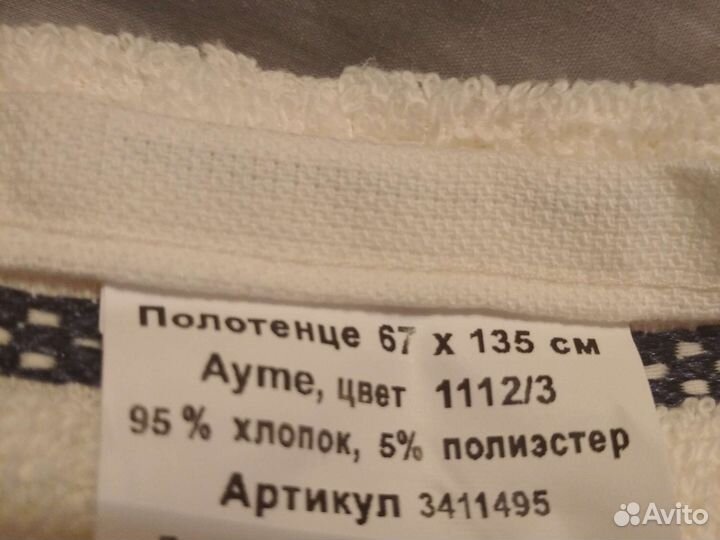 Полотенце 67 x 135 см
Ayme, цвет 1112/3
95% хлопок, 5% полиэстер
Артикул 3411495
Avito